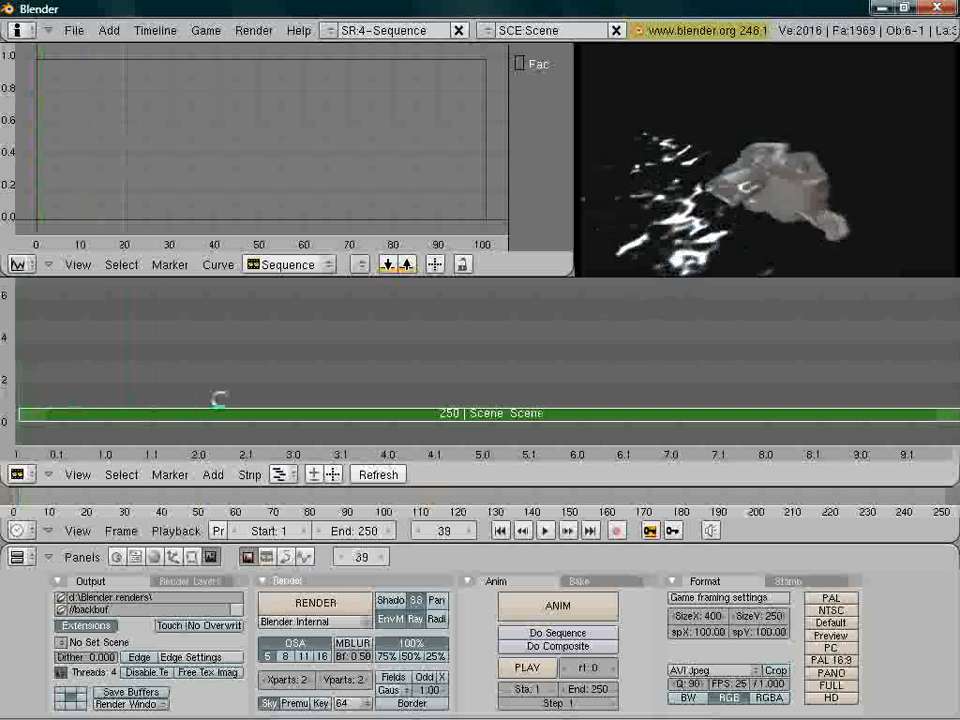 Blender
File Add Timeline Game Render Help SR:4-Sequence SCE:Scene www.blender.org 248.1 Ve:2016 | Fa:1969 | Ob:6-1 | La:3
1.0
0.8
0.6
0.4
0.2
0.0
Fac
0 10 20 30 40 50 60 70 80 90 100
View Select Marker Curve Sequence
6
4
2
0
250 | Scene Scene
0.1 1.0 1.1 2.0 2.1 3.0 3.1 4.0 4.1 5.0 5.1 6.0 6.1 7.0 7.1 8.0 8.1 9.0 9.1
View Select Marker Add Strip Refresh
0 10 20 30 40 50 60 70 80 90 100 110 120 130 140 150 160 170 180 190 200 210 220 230 240 250
View Frame Playback Pr Start: 1 End: 250 39
Panels 39
Output Render Layers
d:\Blender renders\
//backbuf
Extensions Touch No Overwrit
No Set Scene
Dither 0.000 Edge Edge Settings
Threads: 4 Disable Te Free Tex Imag
Save Buffers
Render Windo
Render
RENDER Shado SS Pan
Blender Internal EnvM Ray Radi
OSA MBLUR 100%
5 8 11 16 Bf: 0.50 75% 50% 25%
Xparts: 2 Yparts: 2 Fields Odd X
Gaus 1.00
Sky Premu Key 64 Border
Anim Bake
ANIM
Do Sequence
Do Composite
PLAY rt: 0
Sta: 1 End: 250
Step: 1
Format Stamp
Game framing settings
SizeX: 400 SizeY: 250
spX: 100.00 spY: 100.00
AVI Jpeg Crop
Q: 90 FPS: 25 /1.000
BW RGB RGBA
PAL
NTSC
Default
Preview
PC
PAL 16:9
PANO
FULL
HD